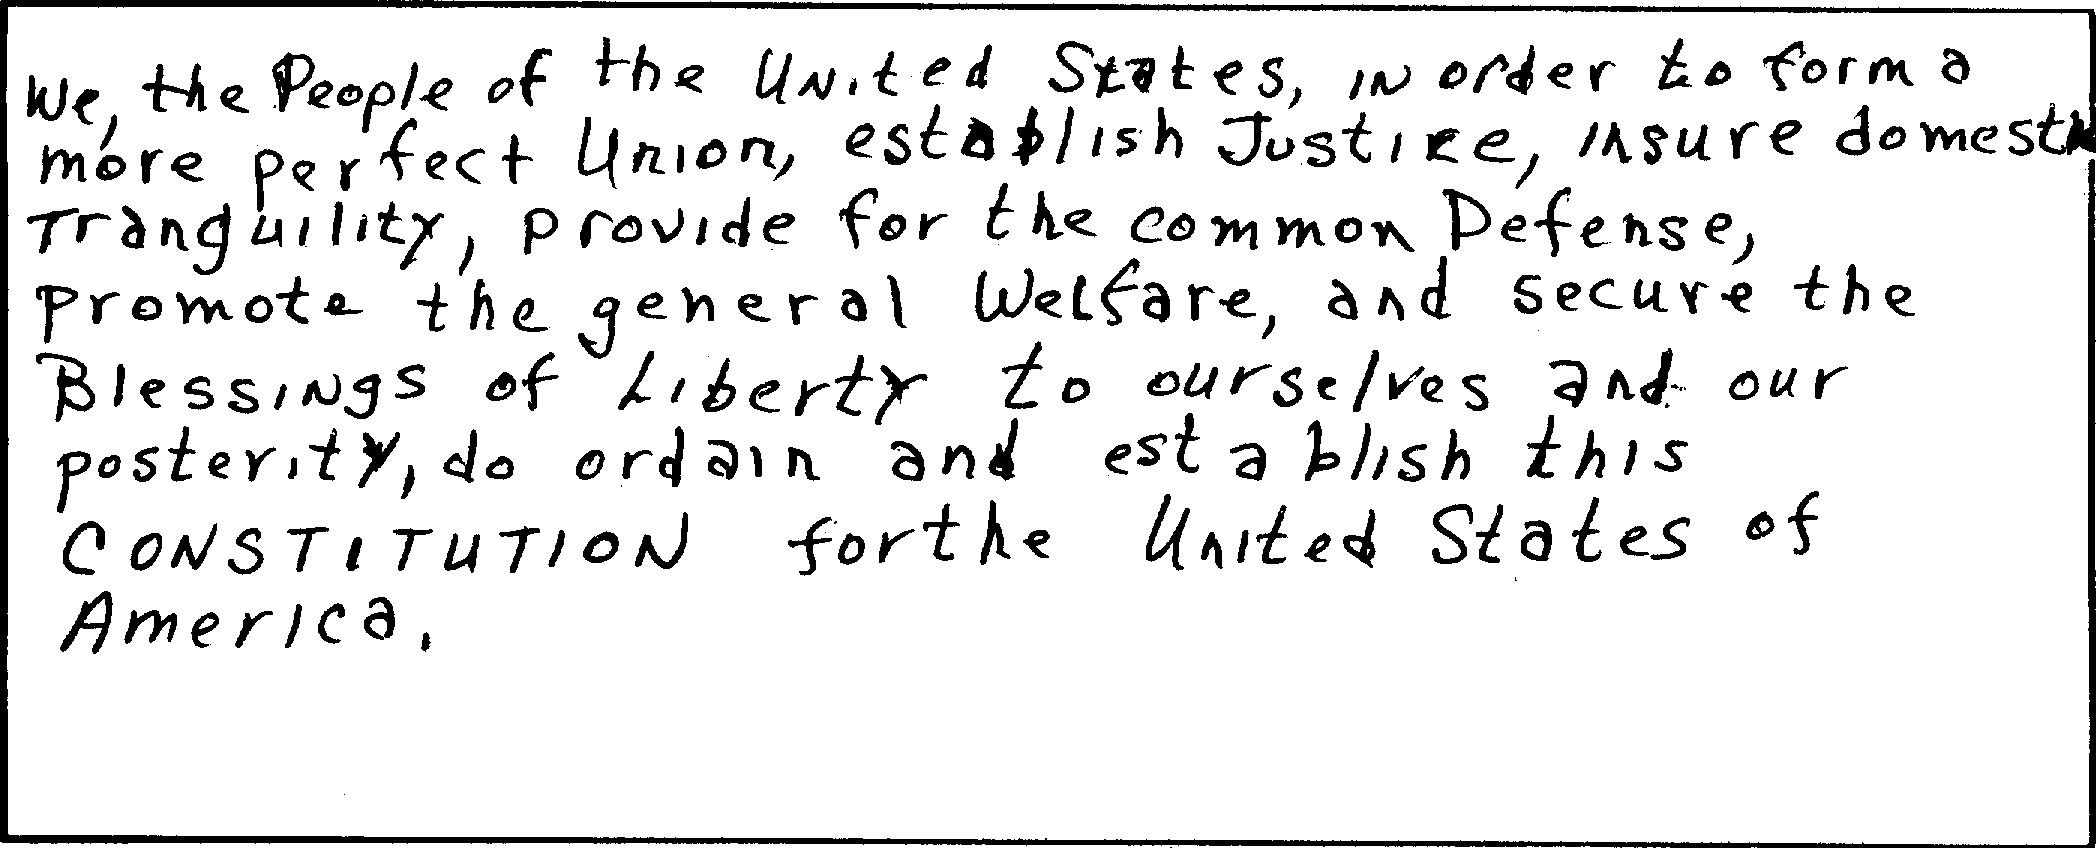 We, the People of the United States, in order to form a
more perfect Union, establish Justice, insure domestic
Tranquility, provide for the common Defense,
promote the general Welfare, and secure the
Blessings of Liberty to ourselves and our
posterity, do ordain and establish this
CONSTITUTION for the United States of
America.